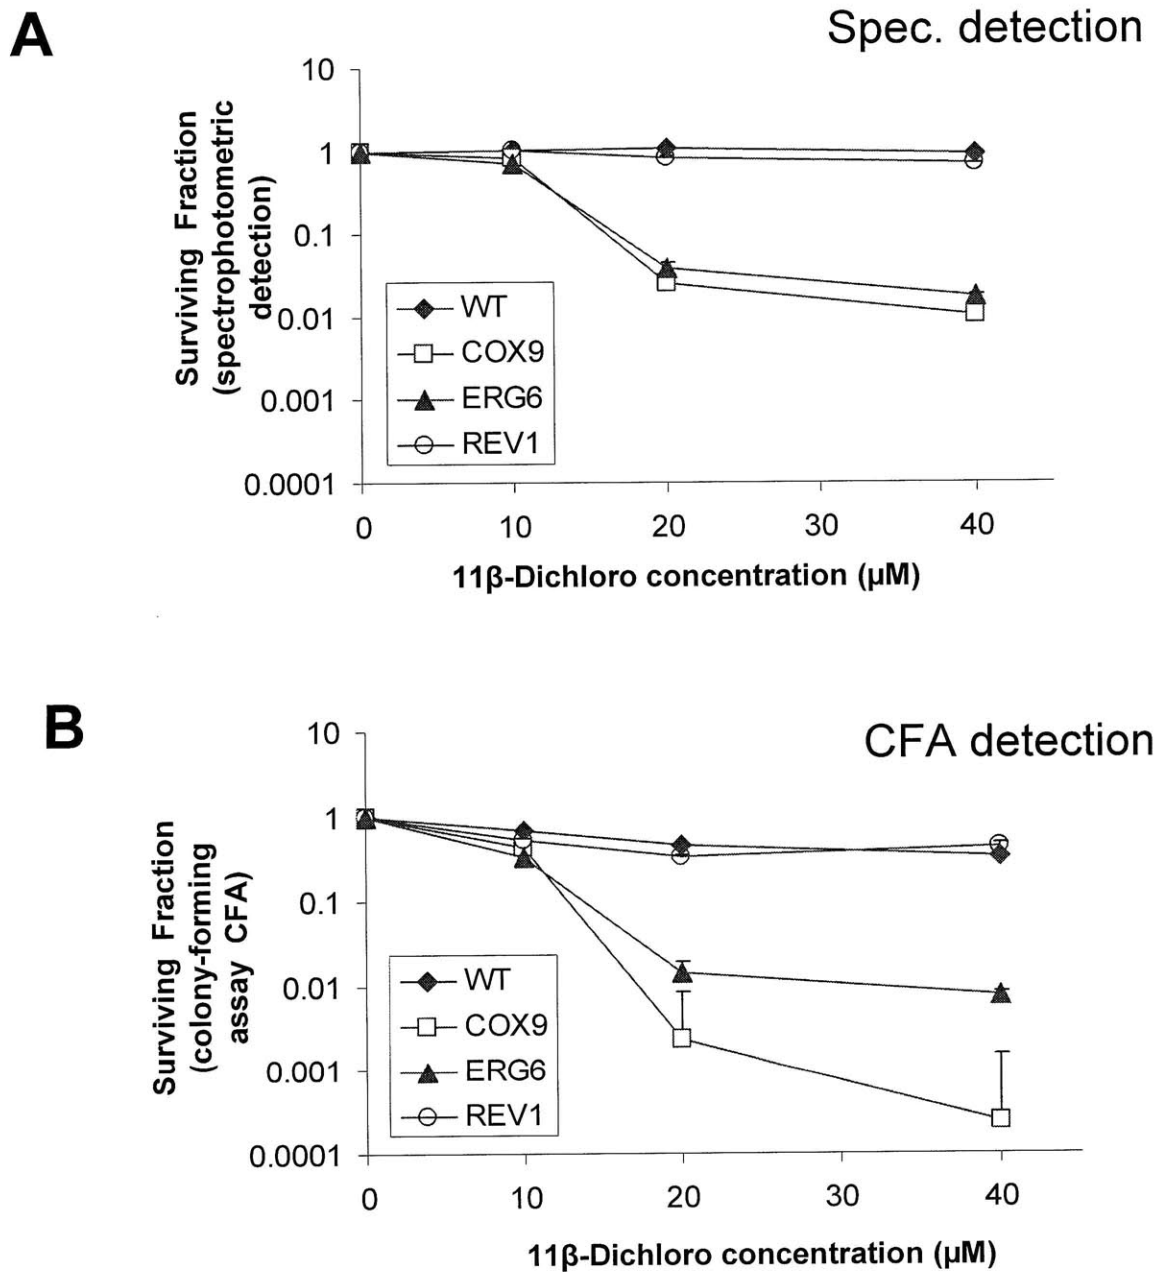 A
Spec. detection
Surviving Fraction
(spectrophotometric
detection)
10
1
0.1
0.01
0.001
0.0001
WT
COX9
ERG6
REV1
0 10 20 30 40
11β-Dichloro concentration (µM)
B
CFA detection
Surviving Fraction
(colony-forming
assay CFA)
10
1
0.1
0.01
0.001
0.0001
WT
COX9
ERG6
REV1
0 10 20 30 40
11β-Dichloro concentration (µM)